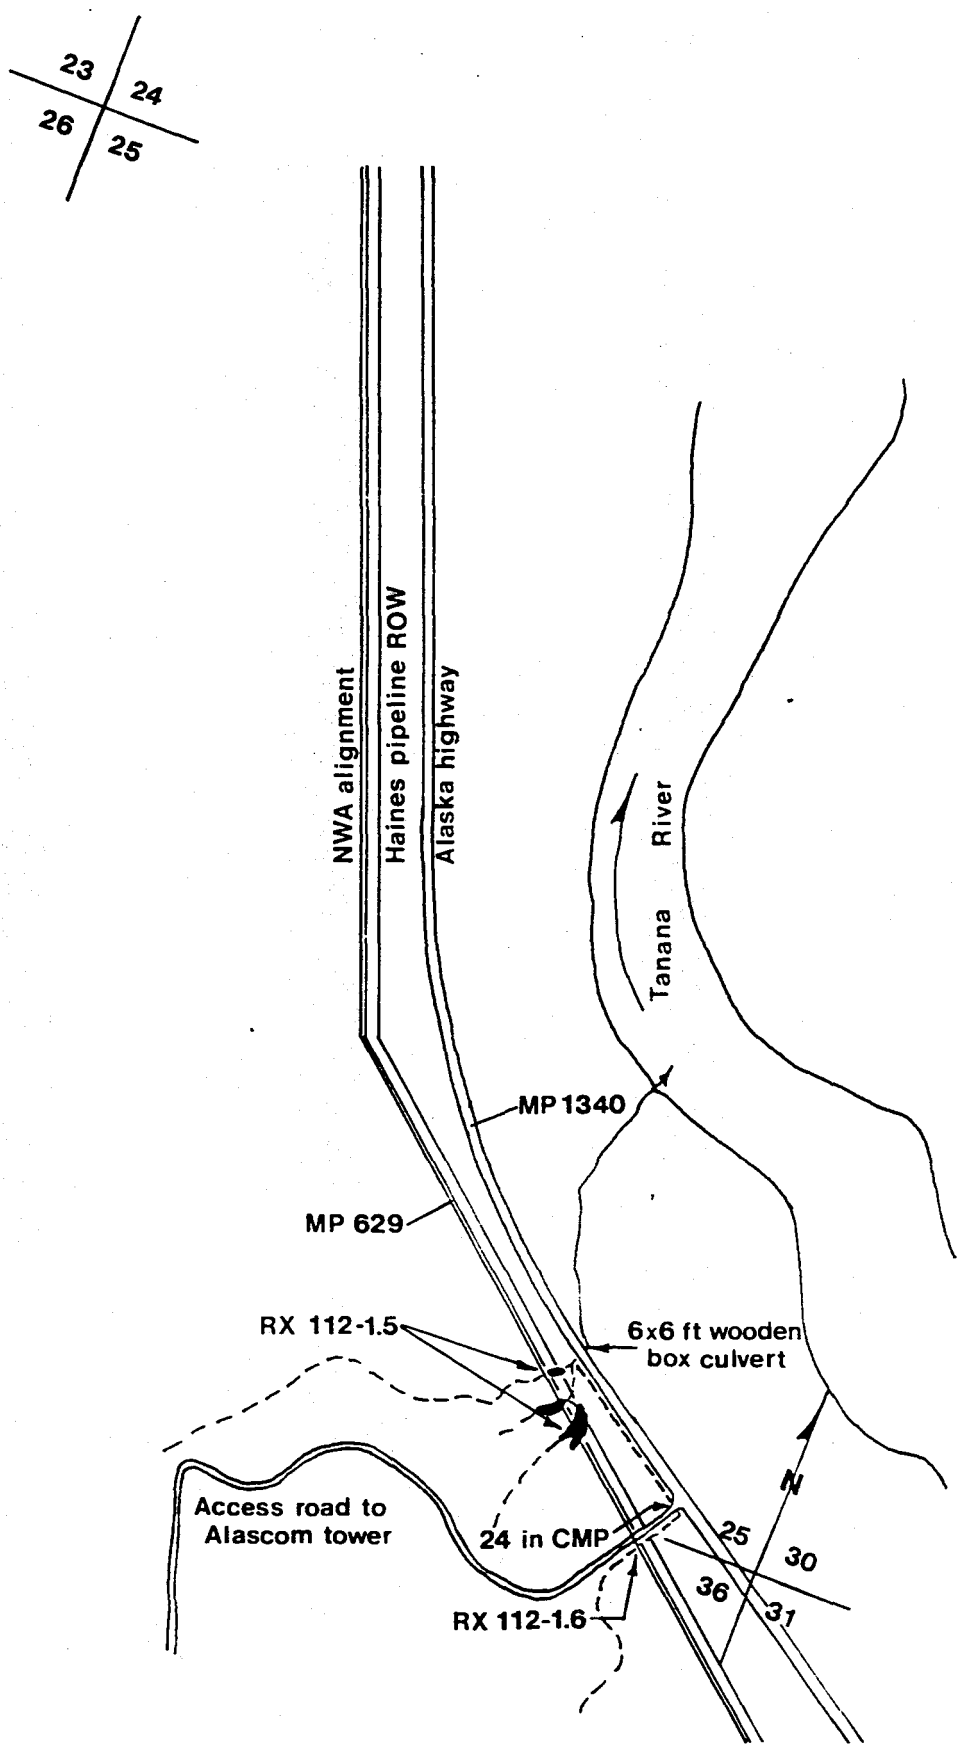 23
24
26
25
NWA alignment
Haines pipeline ROW
Alaska highway
Tanana River
MP 1340
MP 629
RX 112-1.5
6x6 ft wooden
box culvert
N
Access road to
Alascom tower
24 in CMP
25
30
36
31
RX 112-1.6